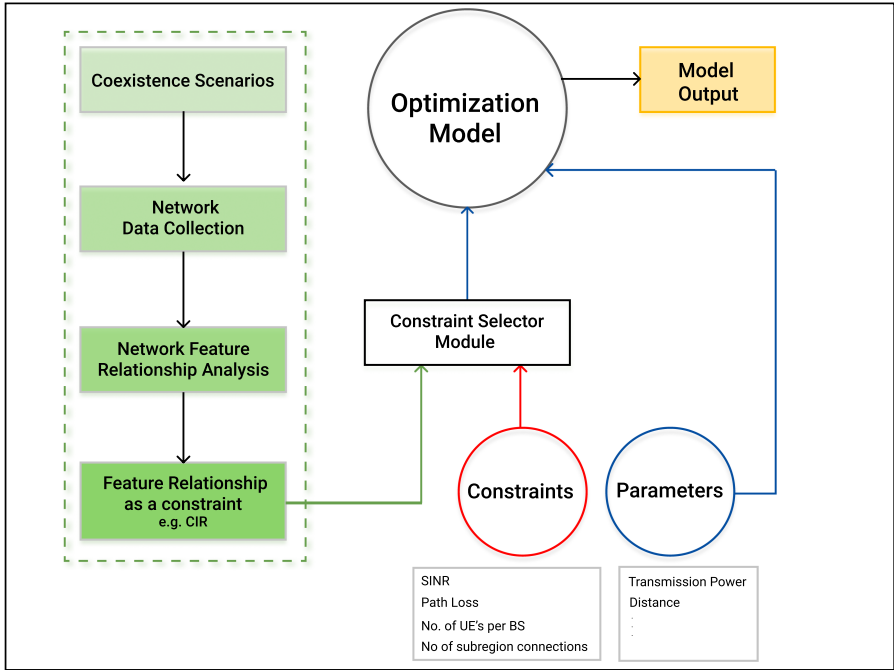 Coexistence Scenarios
Network
Data Collection
Network Feature
Relationship Analysis
Feature Relationship
as a constraint
e.g. CIR
Optimization
Model
Model
Output
Constraint Selector
Module
Constraints
Parameters
SINR
Path Loss
No. of UE's per BS
No of subregion connections
Transmission Power
Distance
.
.
.